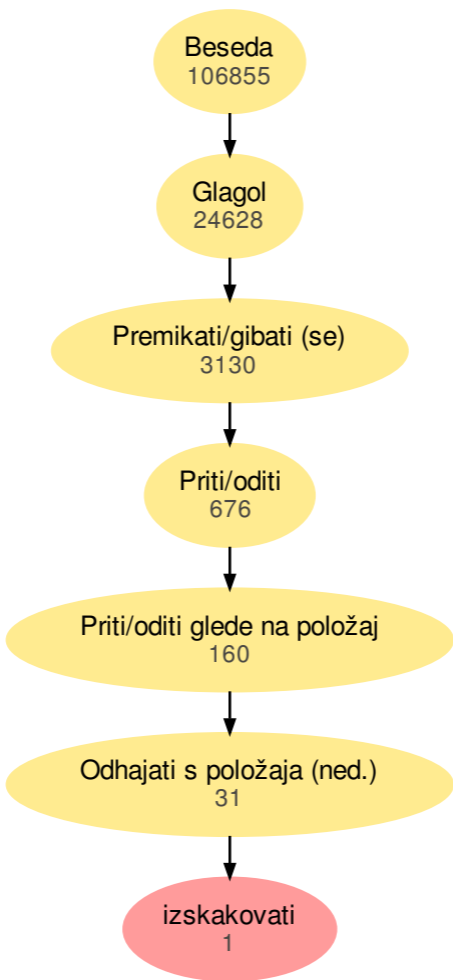 Beseda
106855
Glagol
24628
Premikati/gibati (se)
3130
Priti/oditi
676
Priti/oditi glede na položaj
160
Odhajati s položaja (ned.)
31
izskakovati
1